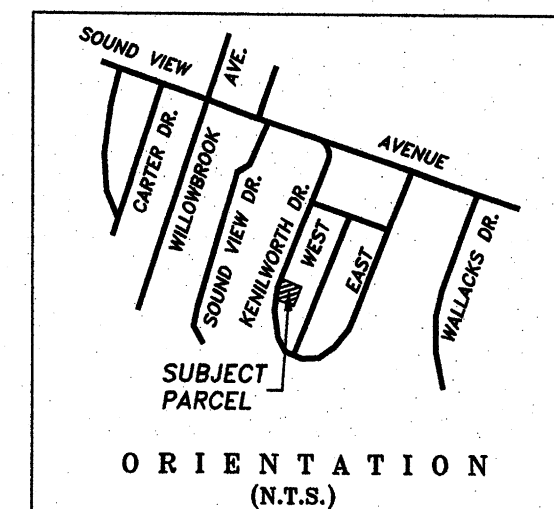 SOUND VIEW
AVE.
AVENUE
CARTER DR.
WILLOWBROOK
SOUND VIEW DR.
KENILWORTH DR.
WEST
EAST
WALLACKS DR.
SUBJECT
PARCEL
ORIENTATION
(N.T.S.)